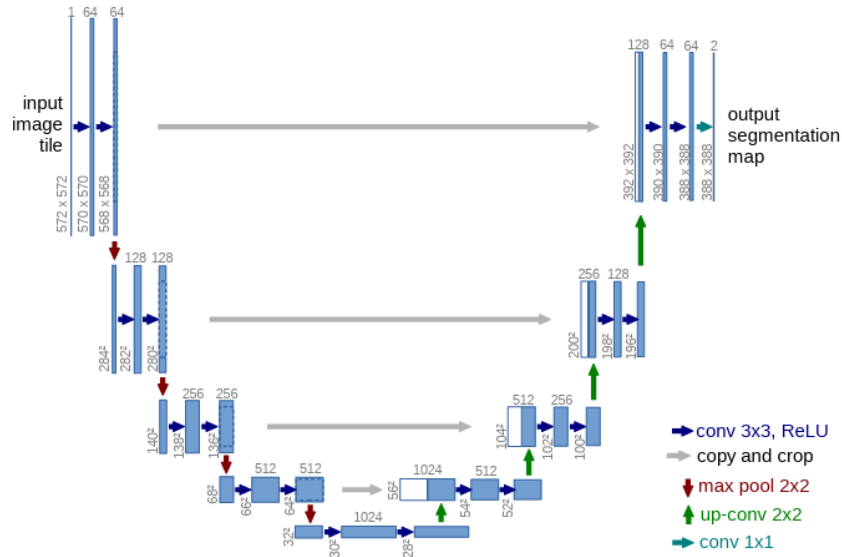 1 64 64
input
image
tile
572 x 572
570 x 570
568 x 568
128 64 64 2
output
segmentation
map
392 x 392
390 x 390
388 x 388
388 x 388
128 128
284²
282²
280²
256 128
200²
198²
196²
256 256
140²
138²
136²
512 256
104²
102²
100²
512 512
68²
66²
64²
1024 512
56²
54²
52²
1024
32²
30²
28²
conv 3x3, ReLU
copy and crop
max pool 2x2
up-conv 2x2
conv 1x1